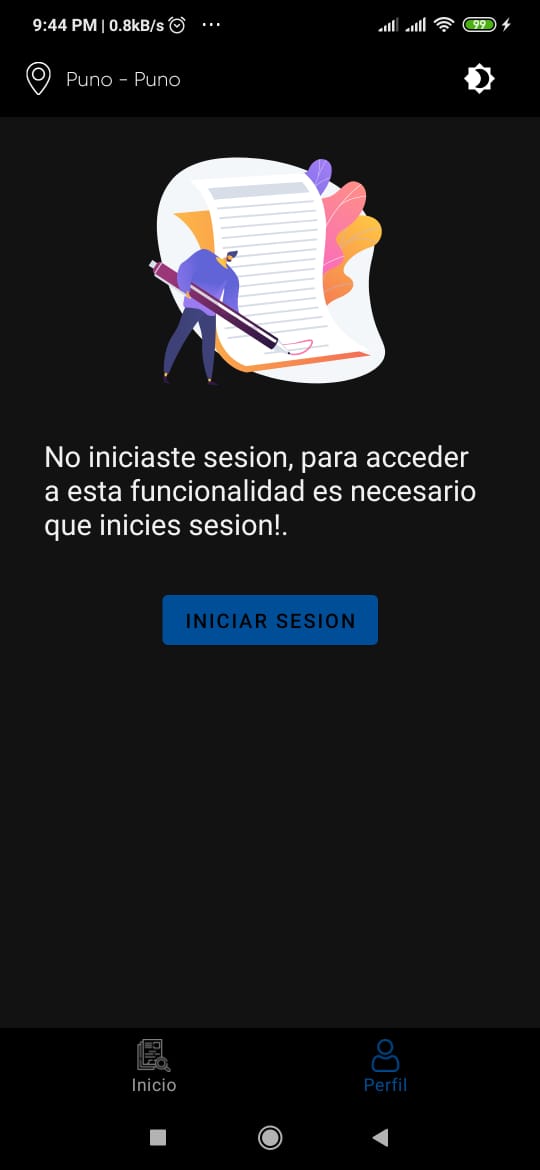 9:44 PM | 0.8kB/s ...
99
Puno - Puno
No iniciaste sesion, para acceder
a esta funcionalidad es necesario
que inicies sesion!.
INICIAR SESION
Inicio
Perfil